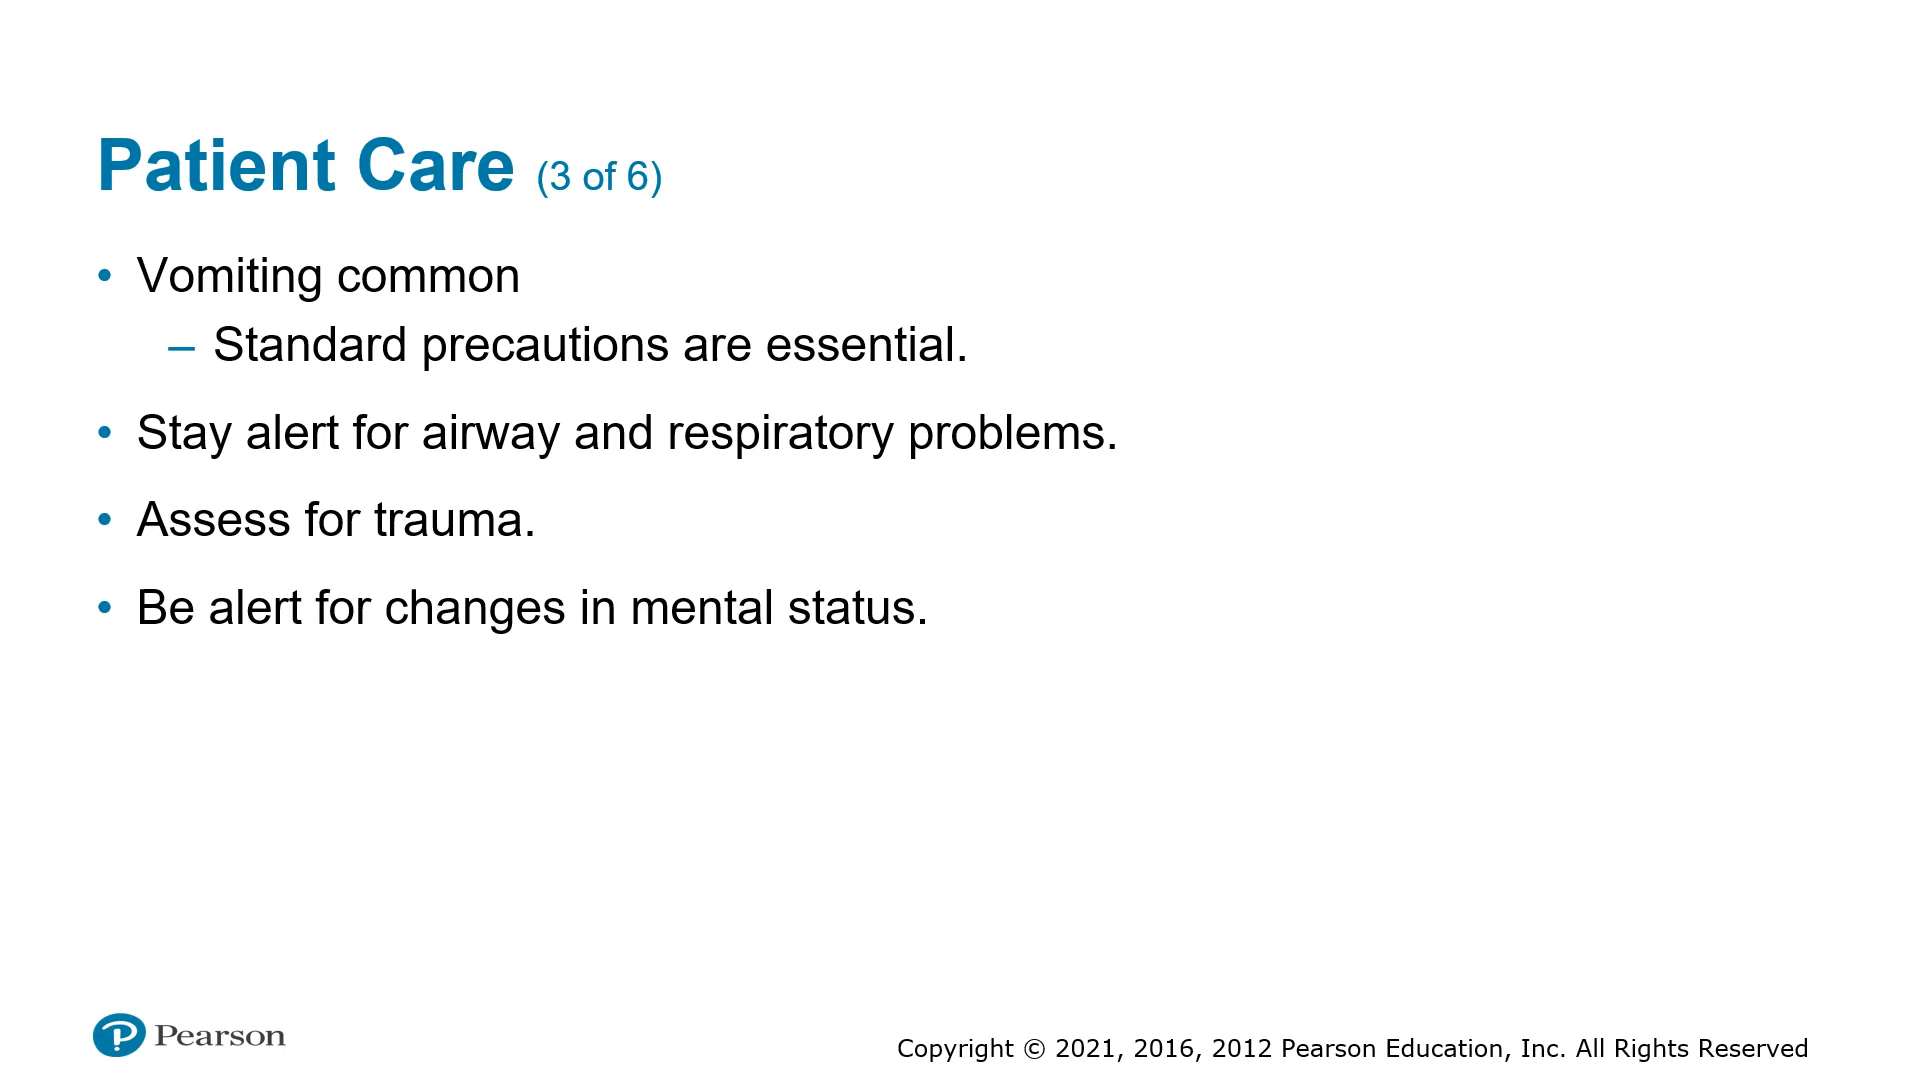 Patient Care (3 of 6)
• Vomiting common
– Standard precautions are essential.
• Stay alert for airway and respiratory problems.
• Assess for trauma.
• Be alert for changes in mental status.
Pearson
Copyright © 2021, 2016, 2012 Pearson Education, Inc. All Rights Reserved